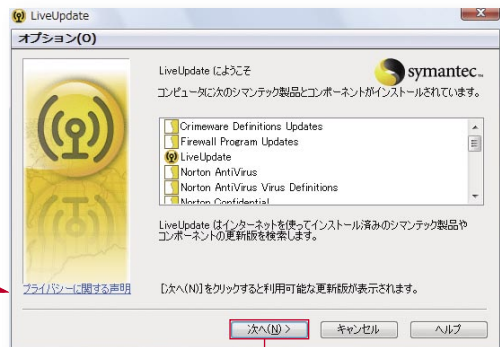 LiveUpdate
オプション(O)
LiveUpdate にようこそ
symantec™
コンピュータに次のシマンテック製品とコンポーネントがインストールされています。
Crimeware Definitions Updates
Firewall Program Updates
LiveUpdate
Norton AntiVirus
Norton AntiVirus Virus Definitions
Norton Confidential
LiveUpdate はインターネットを使ってインストール済みのシマンテック製品や
コンポーネントの更新版を検索します。
プライバシーに関する声明
[次へ(N)]をクリックすると利用可能な更新版が表示されます。
次へ(N) >
キャンセル
ヘルプ